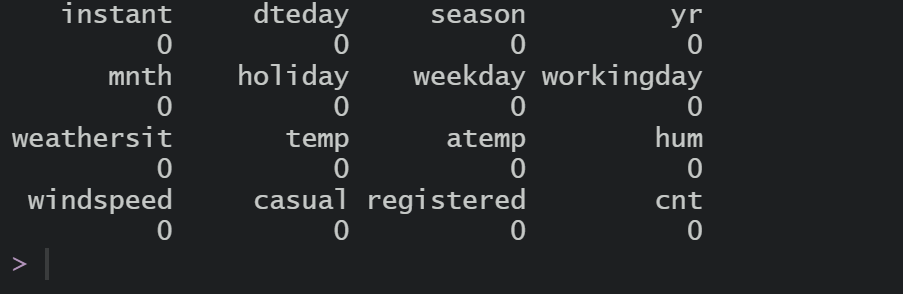 instant dteday season yr
0 0 0 0
mnth holiday weekday workingday
0 0 0 0
weathersit temp atemp hum
0 0 0 0
windspeed casual registered cnt
0 0 0 0
>